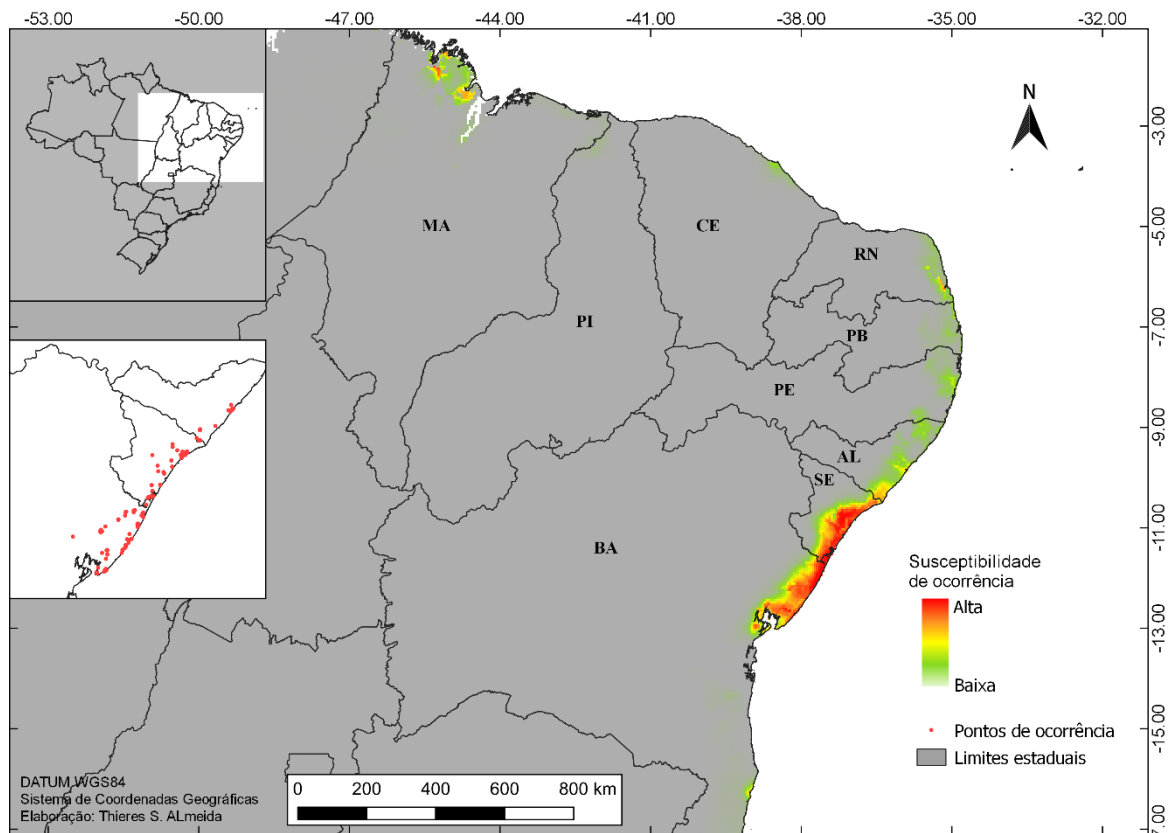 -53.00 -50.00 -47.00 -44.00 -41.00 -38.00 -35.00 -32.00
N
-3.00
-5.00
-7.00
-9.00
-11.00
-13.00
-15.00
MA
CE
RN
PI
PB
PE
AL
SE
BA
Susceptibilidade
de ocorrência
Alta
Baixa
Pontos de ocorrência
Limites estaduais
DATUM WGS84
Sistema de Coordenadas Geográficas
Elaboração: Thieres S. ALmeida
0 200 400 600 800 km